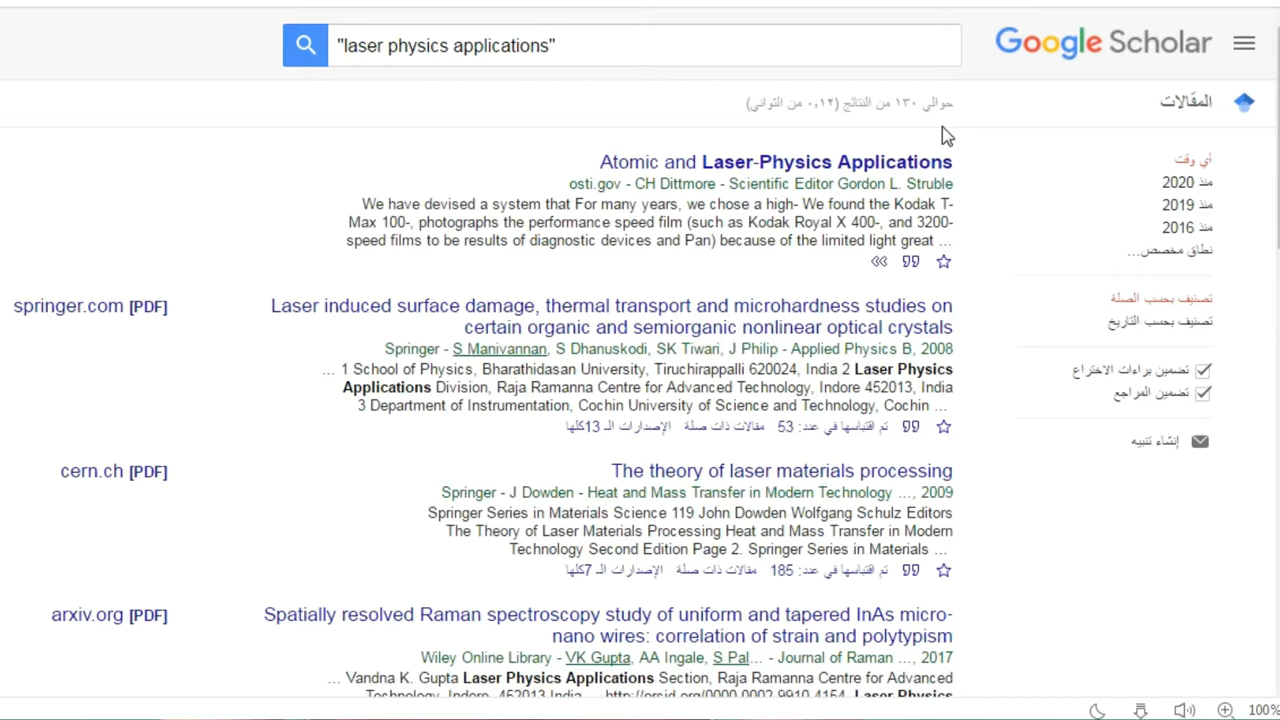 "laser physics applications"
Google Scholar
المقالات
حوالي ١٣٠ من النتائج (٠,١٢ من الثواني)
Atomic and Laser-Physics Applications
osti.gov - CH Dittmore - Scientific Editor Gordon L. Struble
We have devised a system that For many years, we chose a high- We found the Kodak T-
Max 100-, photographs the performance speed film (such as Kodak Royal X 400-, and 3200-
speed films to be results of diagnostic devices and Pan) because of the limited light great ...
springer.com [PDF]
Laser induced surface damage, thermal transport and microhardness studies on
certain organic and semiorganic nonlinear optical crystals
Springer - S Manivannan, S Dhanuskodi, SK Tiwari, J Philip - Applied Physics B, 2008
... 1 School of Physics, Bharathidasan University, Tiruchirappalli 620024, India 2 Laser Physics
Applications Division, Raja Ramanna Centre for Advanced Technology, Indore 452013, India
3 Department of Instrumentation, Cochin University of Science and Technology, Cochin ...
تم اقتباسها في عدد: 53 مقالات ذات صلة الإصدارات الـ 13كلها
cern.ch [PDF]
The theory of laser materials processing
Springer - J Dowden - Heat and Mass Transfer in Modern Technology ..., 2009
Springer Series in Materials Science 119 John Dowden Wolfgang Schulz Editors
The Theory of Laser Materials Processing Heat and Mass Transfer in Modern
Technology Second Edition Page 2. Springer Series in Materials ...
تم اقتباسها في عدد: 185 مقالات ذات صلة الإصدارات الـ 7كلها
arxiv.org [PDF]
Spatially resolved Raman spectroscopy study of uniform and tapered InAs micro-
nano wires: correlation of strain and polytypism
Wiley Online Library - VK Gupta, AA Ingale, S Pal... - Journal of Raman ..., 2017
... Vandna K. Gupta Laser Physics Applications Section, Raja Ramanna Centre for Advanced
Technology, Indore, 452013 India ... http://orcid.org/0000-0002-9910-4154, Laser Physics
أي وقت
منذ 2020
منذ 2019
منذ 2016
نطاق مخصص...
تصنيف بحسب الصلة
تصنيف بحسب التاريخ
تضمين براءات الاختراع
تضمين المراجع
إنشاء تنبيه
100%